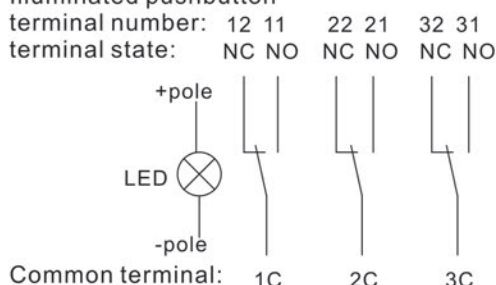 illuminated pushbutton
terminal number: 12 11 22 21 32 31
terminal state: NC NO NC NO NC NO
+pole
LED
-pole
Common terminal: 1C 2C 3C